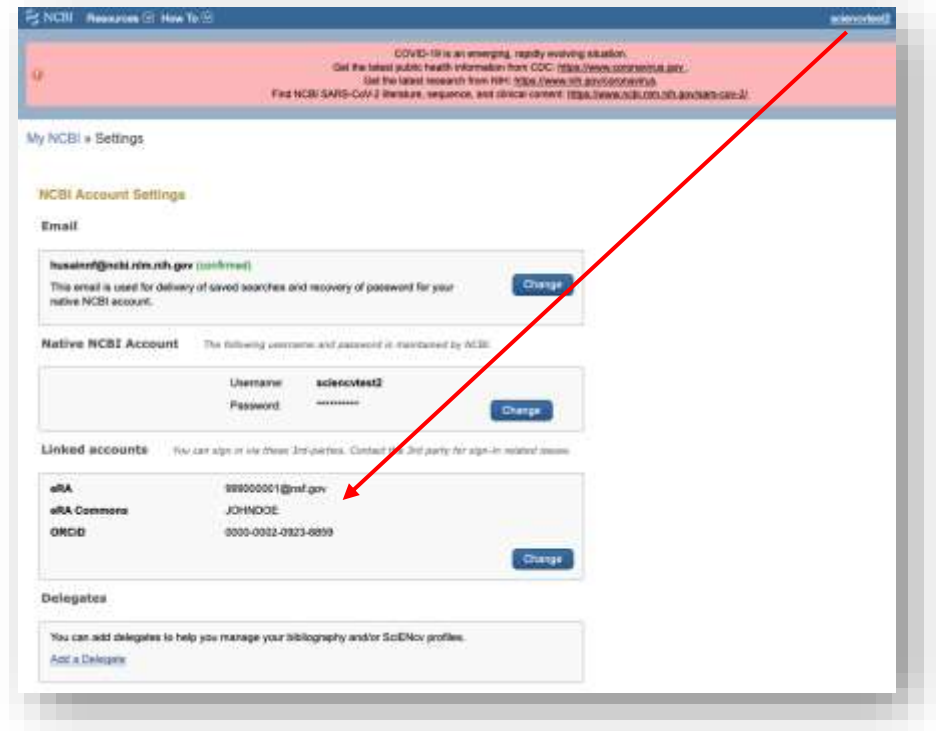 NCBI Resources How To sciencvtest2
COVID-19 is an emerging, rapidly evolving situation.
Get the latest public health information from CDC: https://www.coronavirus.gov.
Get the latest research from NIH: https://www.nih.gov/coronavirus.
Find NCBI SARS-CoV-2 literature, sequence, and clinical content: https://www.ncbi.nlm.nih.gov/sars-cov-2/.
My NCBI » Settings
NCBI Account Settings
Email
husainnf@ncbi.nlm.nih.gov (confirmed)
This email is used for delivery of saved searches and recovery of password for your
native NCBI account.
Change
Native NCBI Account The following username and password is maintained by NCBI.
Username sciencvtest2
Password ••••••••••
Change
Linked accounts You can sign in via these 3rd-parties. Contact the 3rd party for sign-in related issues.
eRA 999000001@nsf.gov
eRA Commons JOHNDOE
ORCiD 0000-0002-0923-8859
Change
Delegates
You can add delegates to help you manage your bibliography and/or SciENcv profiles.
Add a Delegate